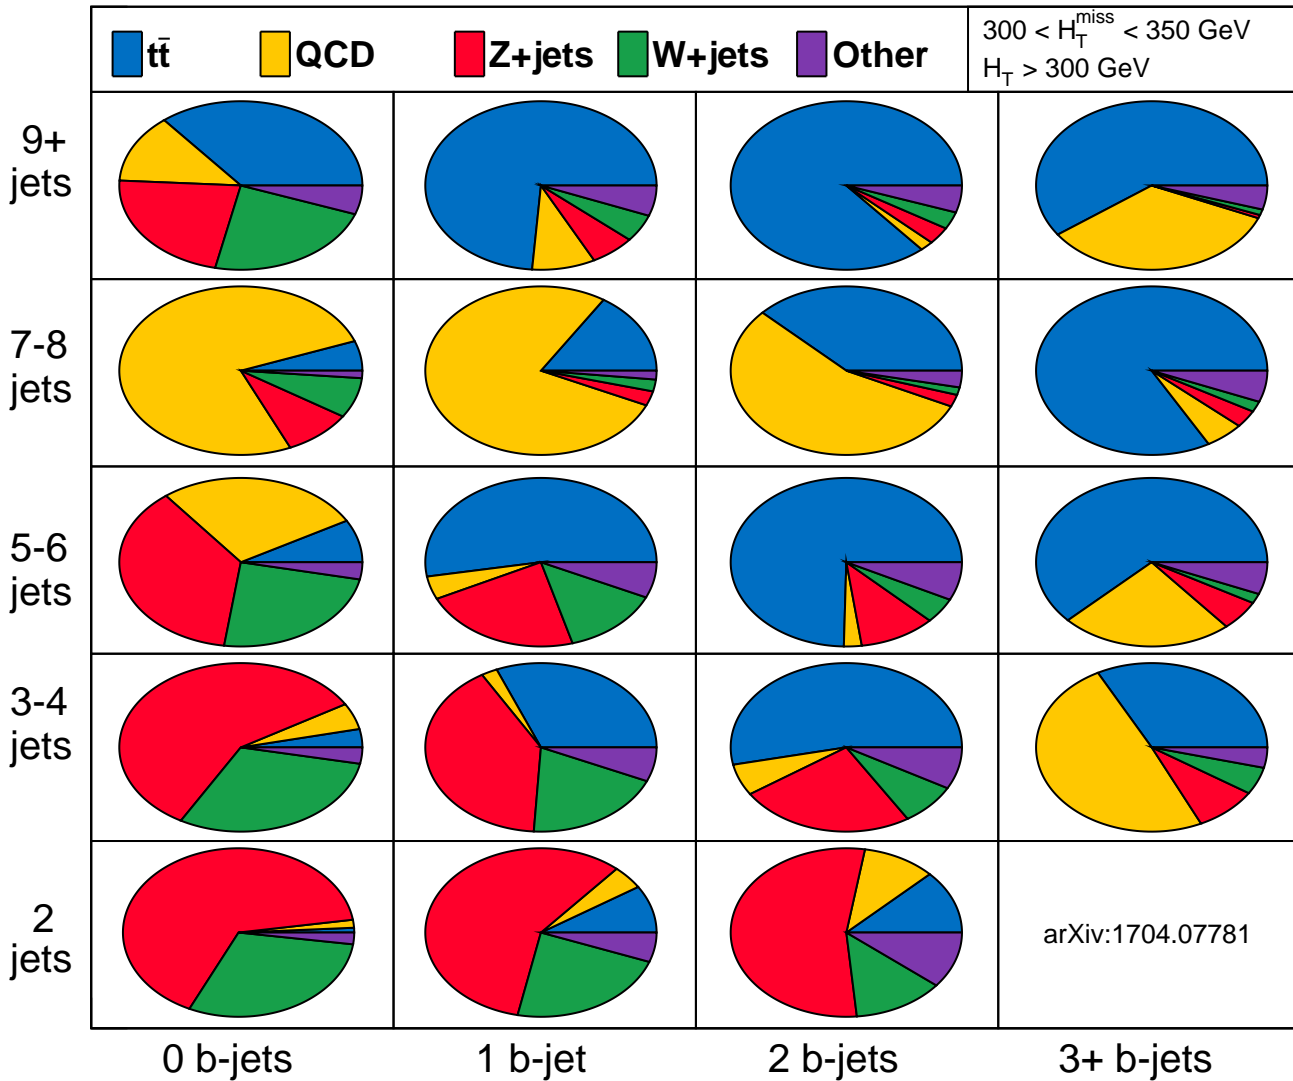 tt̄ QCD Z+jets W+jets Other
300 < H_T^miss < 350 GeV
H_T > 300 GeV
9+
jets
7-8
jets
5-6
jets
3-4
jets
2
jets
arXiv:1704.07781
0 b-jets 1 b-jet 2 b-jets 3+ b-jets